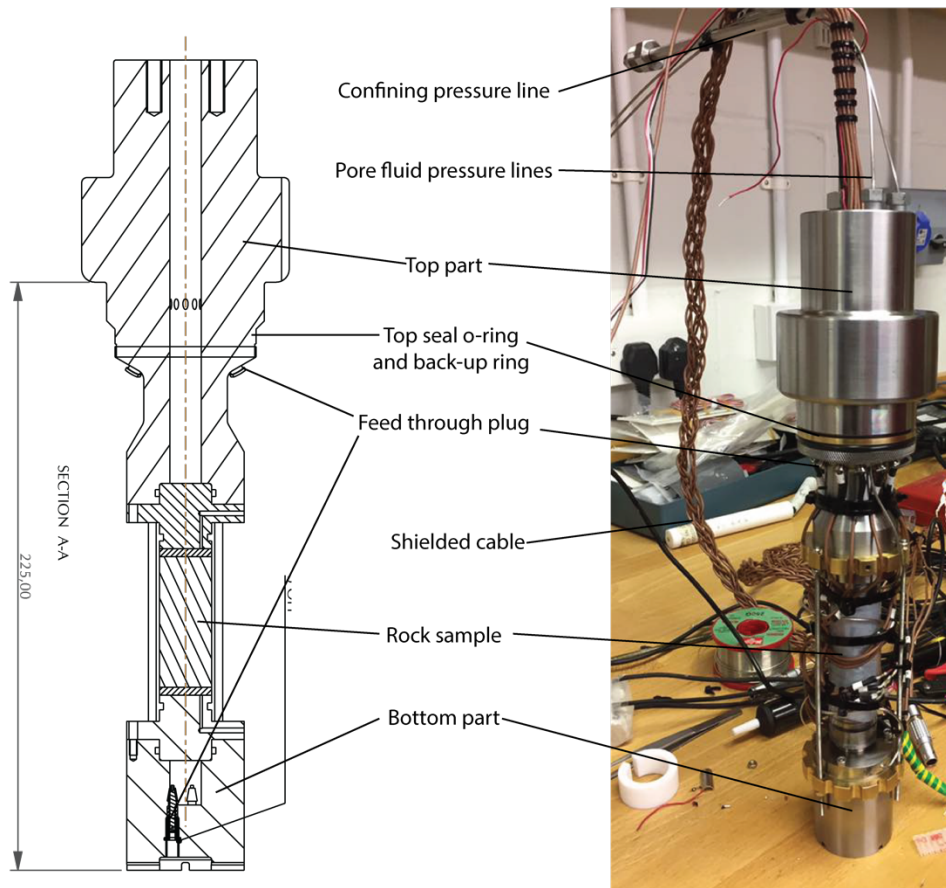 Confining pressure line
Pore fluid pressure lines
Top part
Top seal o-ring
and back-up ring
Feed through plug
SECTION A-A
225,00
Shielded cable
Rock sample
Bottom part